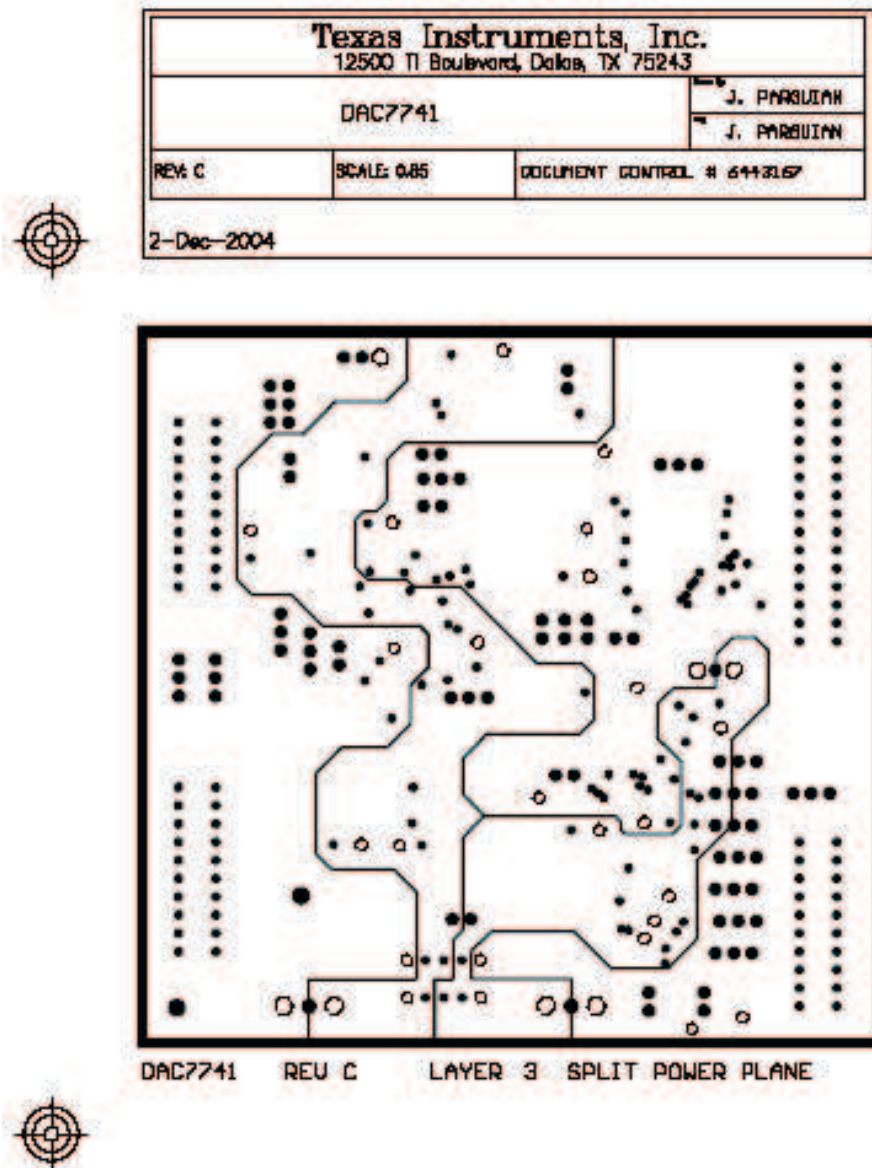 Texas Instruments, Inc.
12500 TI Boulevard, Dallas, TX 75243
DAC7741
J. PARGUIAN
J. PARGUIAN
REV: C
SCALE: 0.85
DOCUMENT CONTROL # 6443167
2-Dec-2004
DAC7741 REV C LAYER 3 SPLIT POWER PLANE